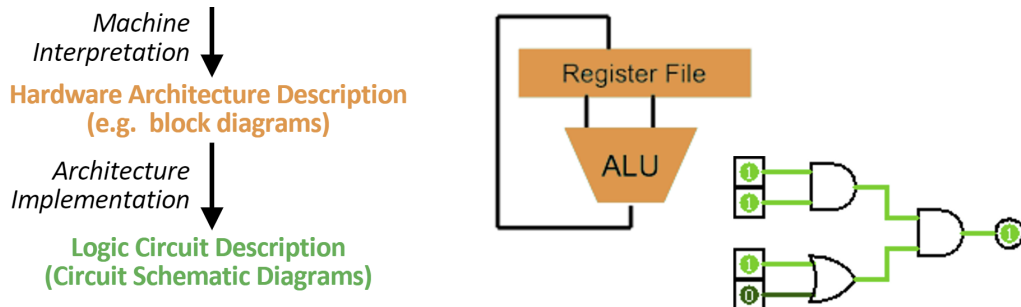 Machine
Interpretation
Hardware Architecture Description
(e.g. block diagrams)
Architecture
Implementation
Logic Circuit Description
(Circuit Schematic Diagrams)
Register File
ALU
1
1
1
0
1